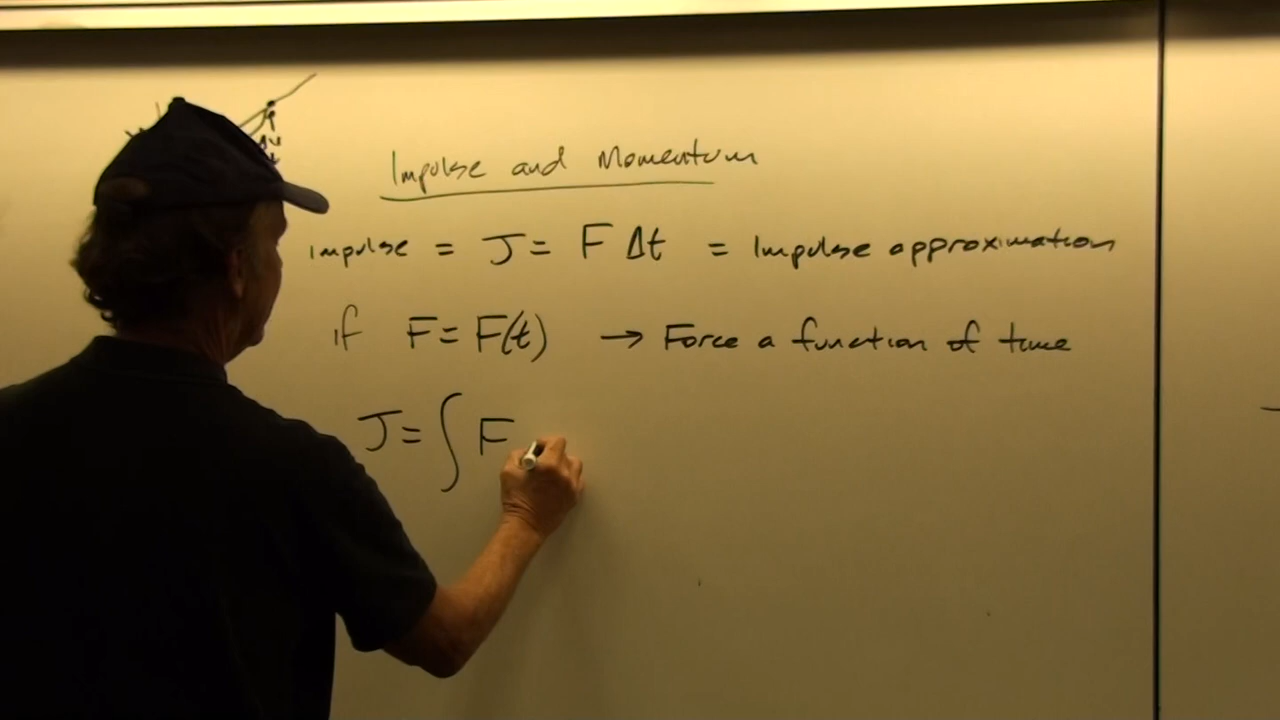 Impulse and Momentum
Impulse = J = F Δt = Impulse approximation
if F = F(t) → Force a function of time
J = ∫ F